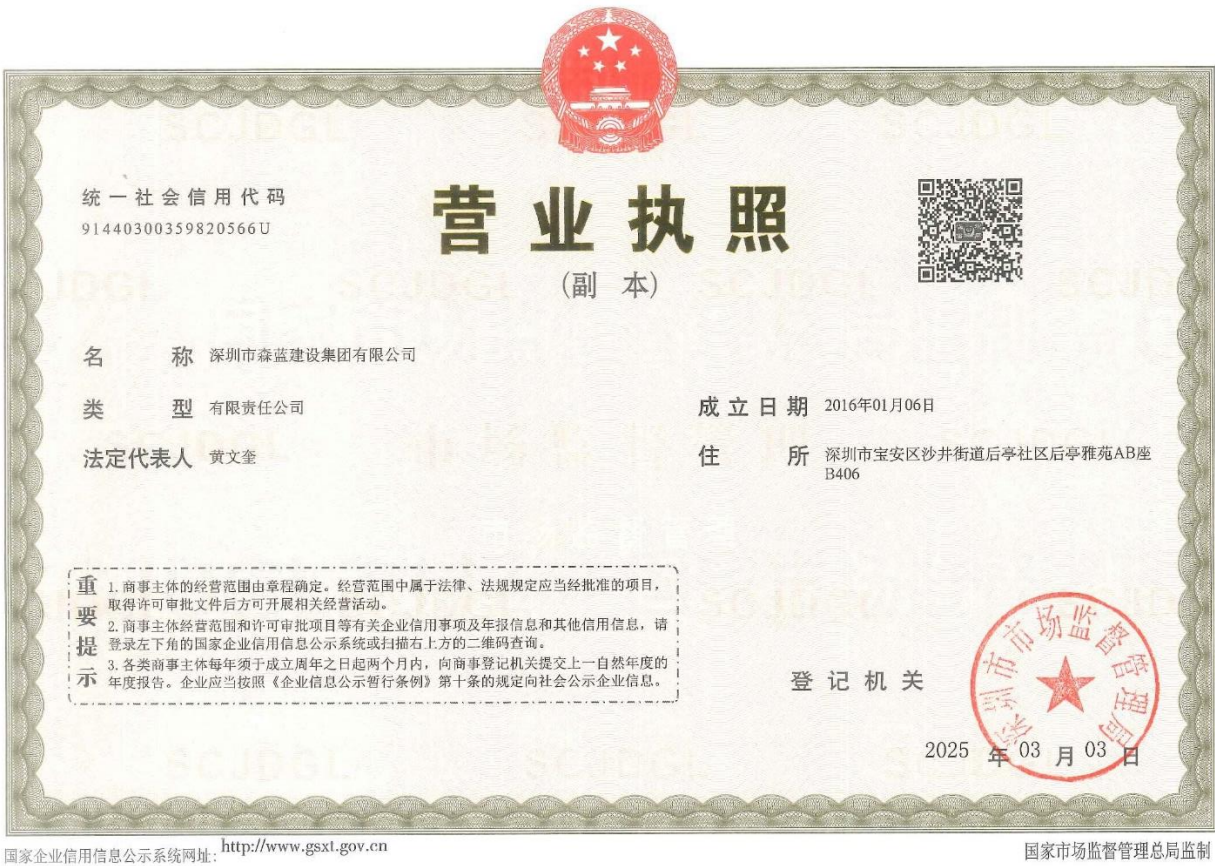 统一社会信用代码
91440300359820566U
营业执照
(副 本)
名 称 深圳市森蓝建设集团有限公司
类 型 有限责任公司
法定代表人 黄文奎
成立日期 2016年01月06日
住 所 深圳市宝安区沙井街道后亭社区后亭雅苑AB座
B406
重要提示
1. 商事主体的经营范围由章程确定。经营范围中属于法律、法规规定应当经批准的项目，
取得许可审批文件后方可开展相关经营活动。
2. 商事主体经营范围和许可审批项目等有关企业信用事项及年报信息和其他信用信息，请
登录左下角的国家企业信用信息公示系统或扫描右上方的二维码查询。
3. 各类商事主体每年须于成立周年之日起两个月内，向商事登记机关提交上一自然年度的
年度报告。企业应当按照《企业信息公示暂行条例》第十条的规定向社会公示企业信息。
登记机关
深圳市市场监督管理局
2025 年 03 月 03 日
国家企业信用信息公示系统网址: http://www.gsxt.gov.cn
国家市场监督管理总局监制